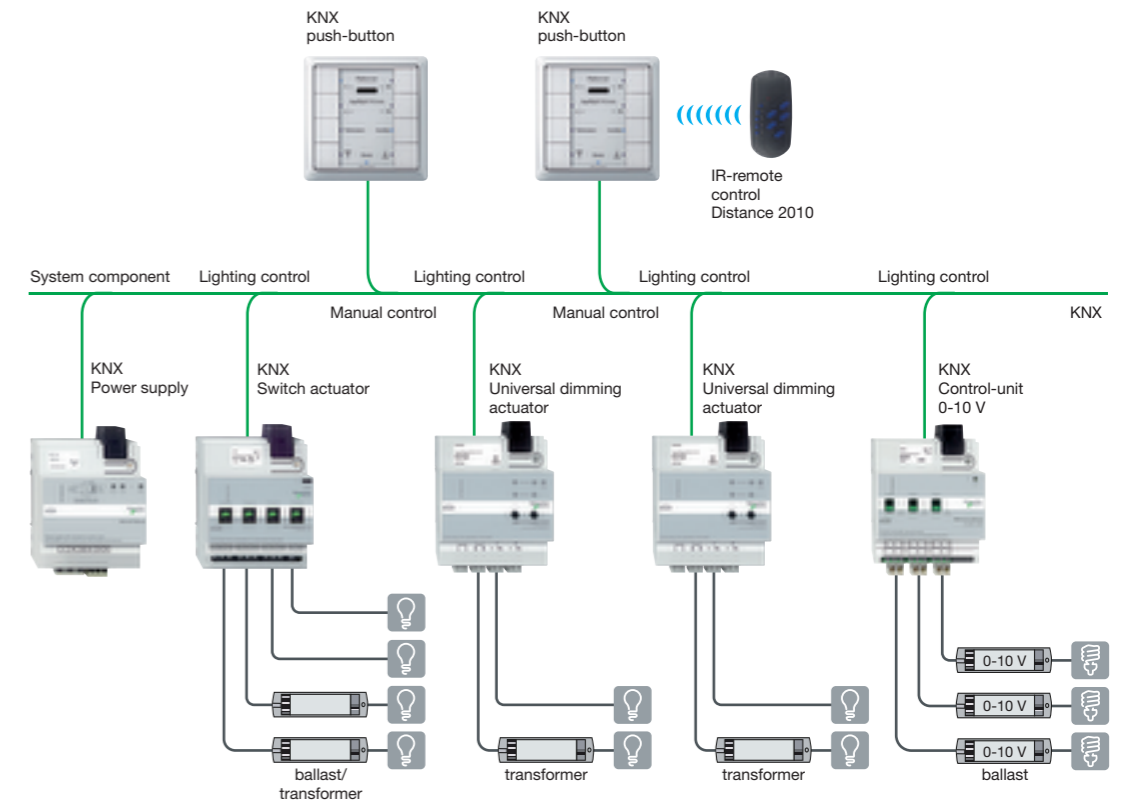 KNX
push-button
KNX
push-button
IR-remote
control
Distance 2010
System component
Lighting control
Lighting control
Lighting control
Lighting control
Manual control
Manual control
KNX
KNX
Power supply
KNX
Switch actuator
KNX
Universal dimming
actuator
KNX
Universal dimming
actuator
KNX
Control-unit
0-10 V
0-10 V
0-10 V
0-10 V
ballast/
transformer
transformer
transformer
ballast